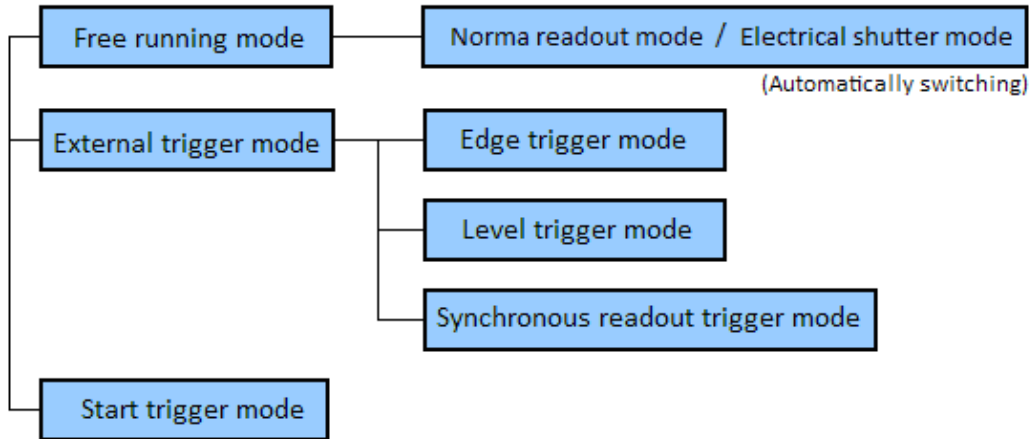 Free running mode
Norma readout mode / Electrical shutter mode
(Automatically switching)
External trigger mode
Edge trigger mode
Level trigger mode
Synchronous readout trigger mode
Start trigger mode